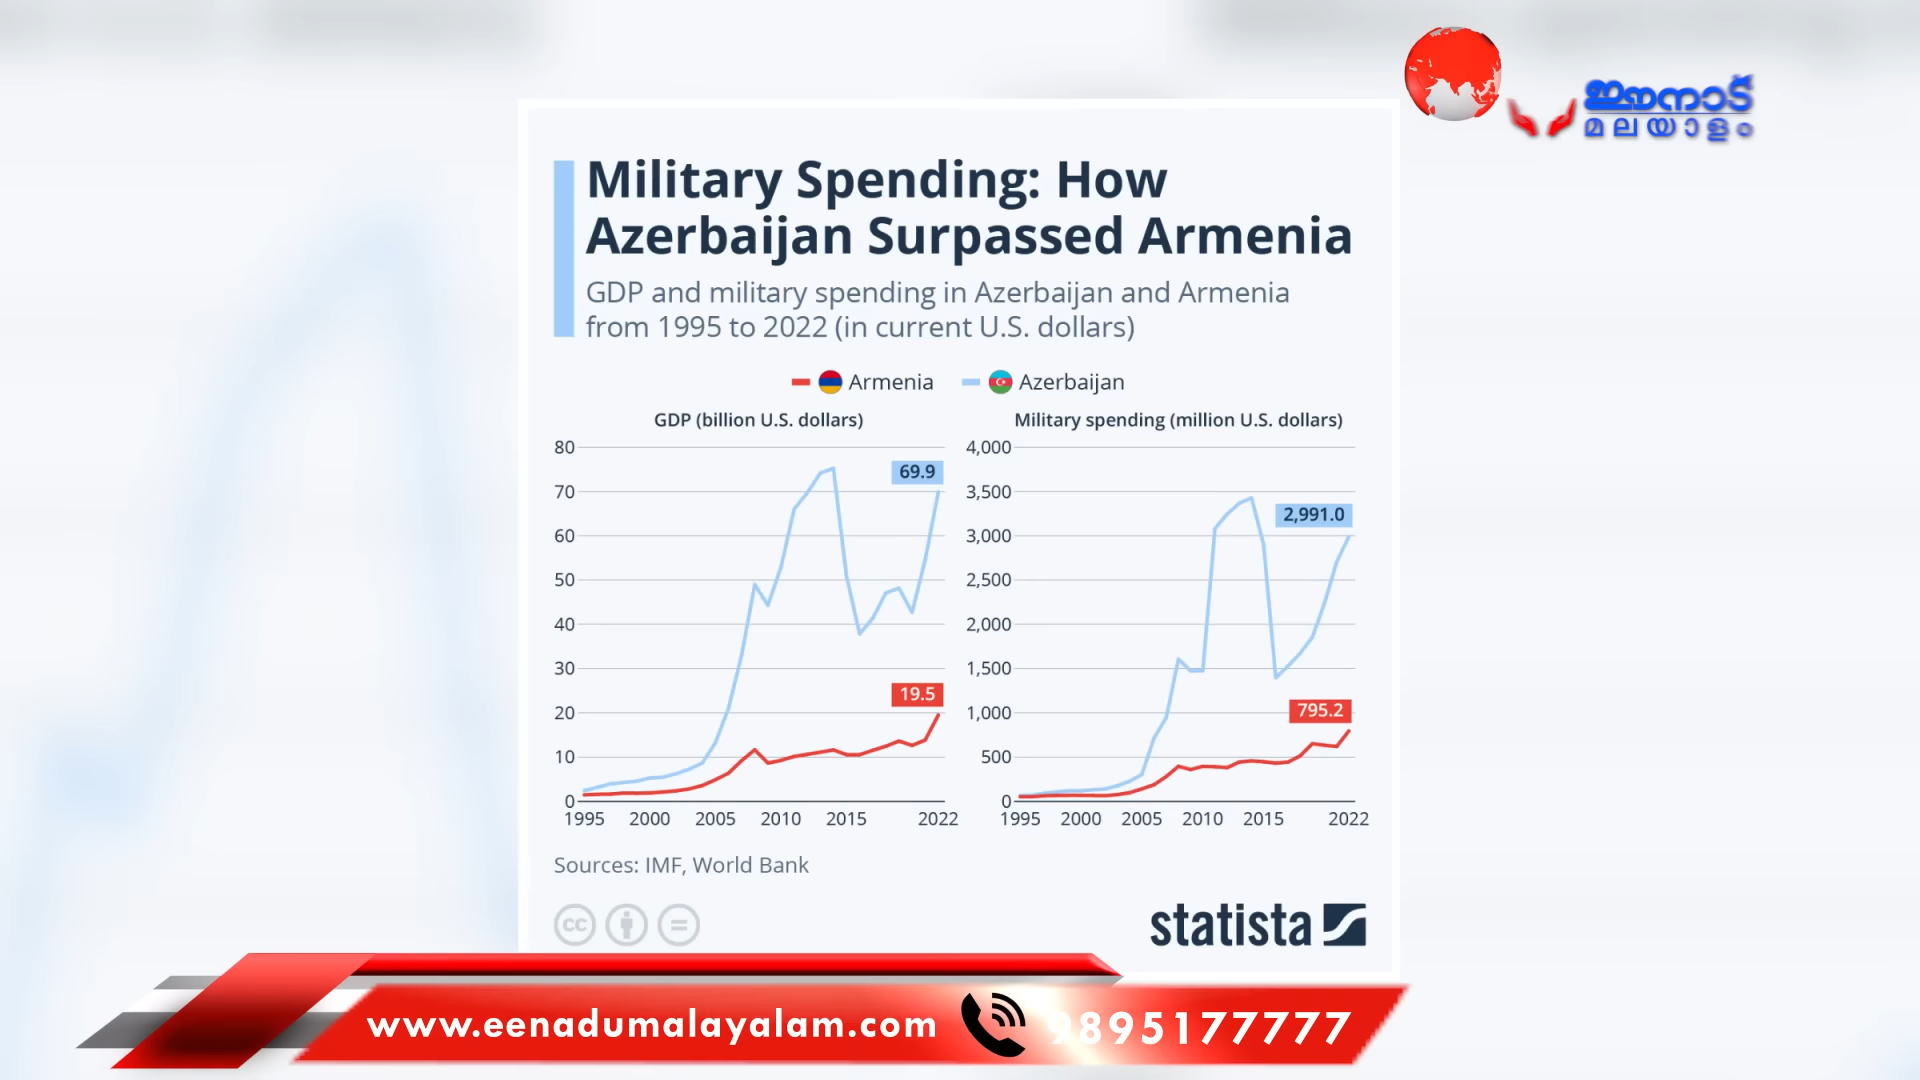 ഈനാട്
മലയാളം
Military Spending: How
Azerbaijan Surpassed Armenia
GDP and military spending in Azerbaijan and Armenia
from 1995 to 2022 (in current U.S. dollars)
Armenia Azerbaijan
GDP (billion U.S. dollars)
80
70
60
50
40
30
20
10
0
69.9
19.5
1995 2000 2005 2010 2015 2022
Military spending (million U.S. dollars)
4,000
3,500
3,000
2,500
2,000
1,500
1,000
500
0
2,991.0
795.2
1995 2000 2005 2010 2015 2022
Sources: IMF, World Bank
cc
statista
www.eenadumalayalam.com 9895177777